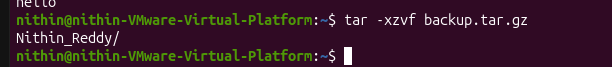 hello
nithin@nithin-VMware-Virtual-Platform:~$ tar -xzvf backup.tar.gz
Nithin_Reddy/
nithin@nithin-VMware-Virtual-Platform:~$